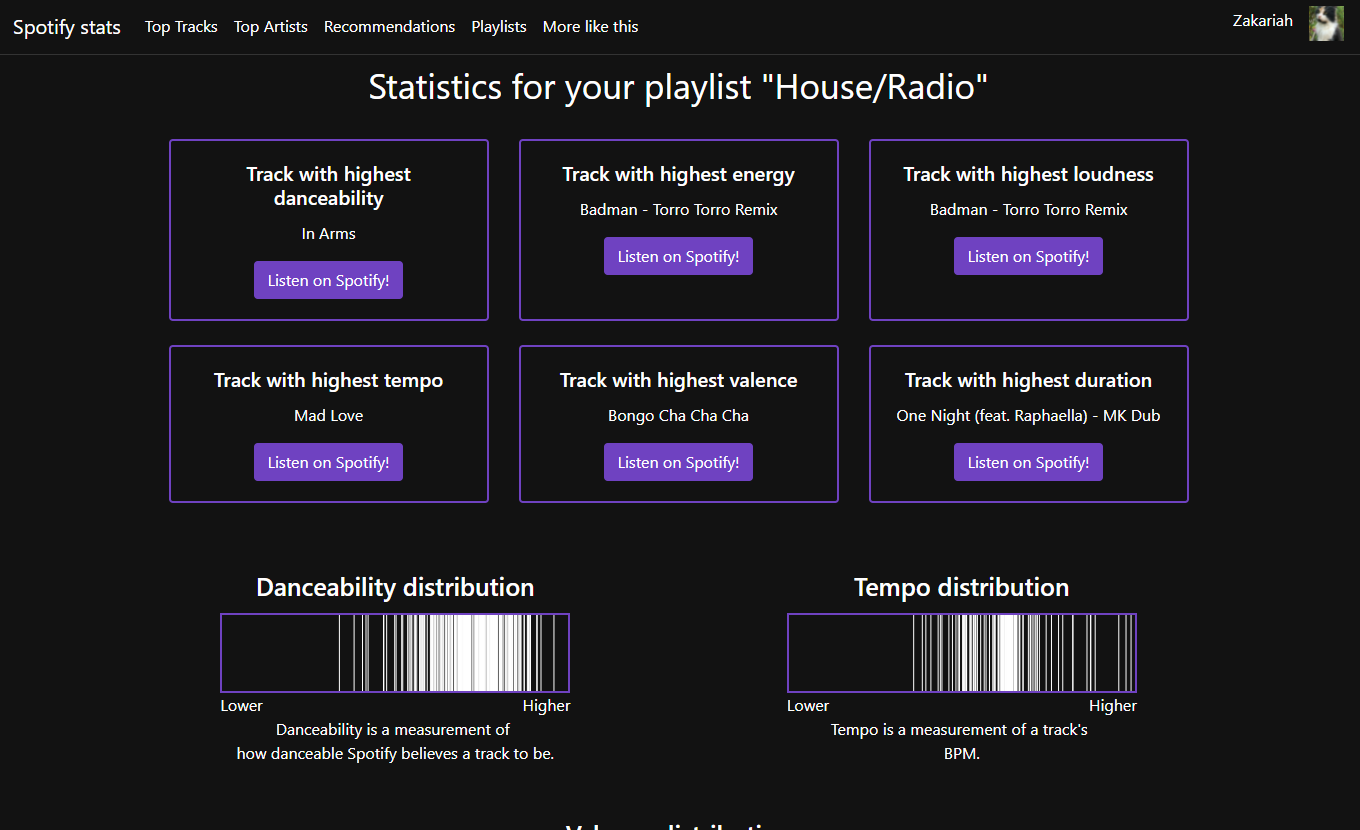 Spotify stats Top Tracks Top Artists Recommendations Playlists More like this Zakariah
Statistics for your playlist "House/Radio"
Track with highest
danceability
In Arms
Listen on Spotify!
Track with highest energy
Badman - Torro Torro Remix
Listen on Spotify!
Track with highest loudness
Badman - Torro Torro Remix
Listen on Spotify!
Track with highest tempo
Mad Love
Listen on Spotify!
Track with highest valence
Bongo Cha Cha Cha
Listen on Spotify!
Track with highest duration
One Night (feat. Raphaella) - MK Dub
Listen on Spotify!
Danceability distribution
Lower Higher
Danceability is a measurement of
how danceable Spotify believes a track to be.
Tempo distribution
Lower Higher
Tempo is a measurement of a track's
BPM.